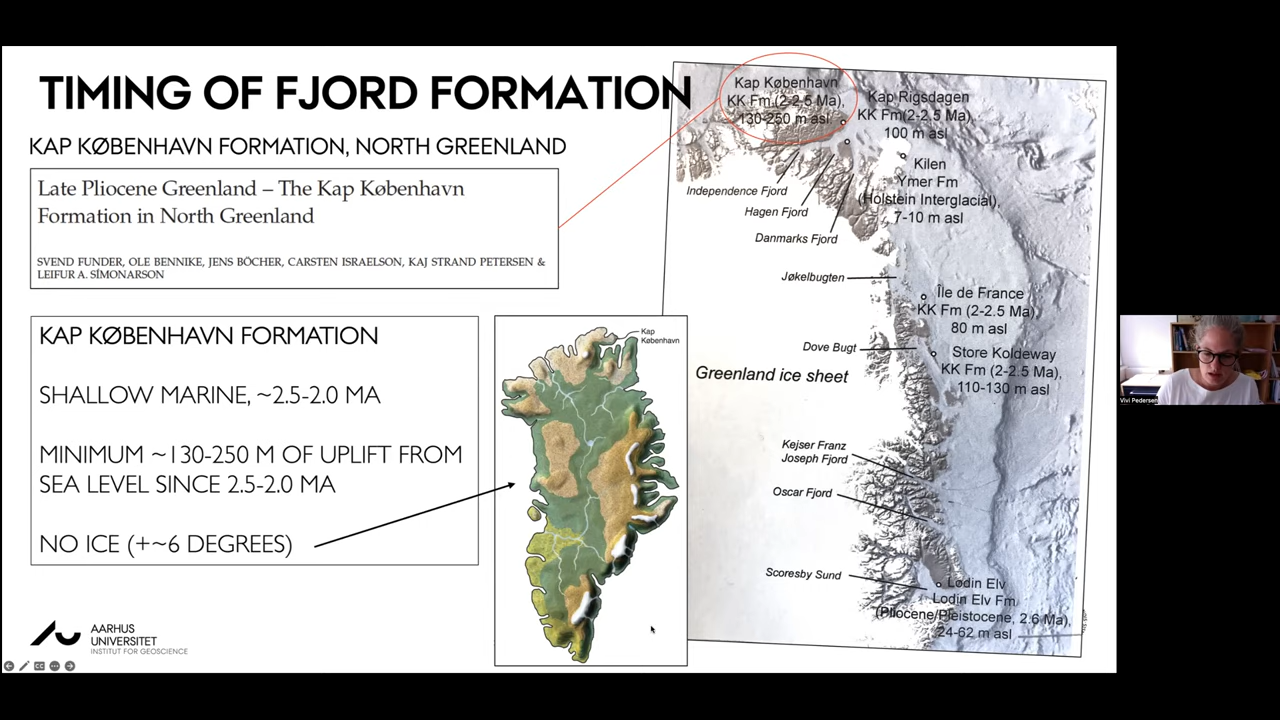 TIMING OF FJORD FORMATION
KAP KØBENHAVN FORMATION, NORTH GREENLAND
Late Pliocene Greenland – The Kap København
Formation in North Greenland
SVEND FUNDER, OLE BENNIKE, JENS BÖCHER, CARSTEN ISRAELSON, KAJ STRAND PETERSEN &
LEIFUR A. SÍMONARSON
KAP KØBENHAVN FORMATION
SHALLOW MARINE, ~2.5-2.0 MA
MINIMUM ~130-250 M OF UPLIFT FROM
SEA LEVEL SINCE 2.5-2.0 MA
NO ICE (+~6 DEGREES)
AARHUS
UNIVERSITET
INSTITUT FOR GEOSCIENCE
Kap
København
Kap København
KK Fm (2-2.5 Ma),
130-250 m asl
Kap Rigsdagen
KK Fm(2-2.5 Ma),
100 m asl
Kilen
Ymer Fm
(Holstein Interglacial),
7-10 m asl
Independence Fjord
Hagen Fjord
Danmarks Fjord
Jøkelbugten
Île de France
KK Fm (2-2.5 Ma),
80 m asl
Dove Bugt
Store Koldeway
KK Fm (2-2.5 Ma),
110-130 m asl
Greenland ice sheet
Kejser Franz
Joseph Fjord
Oscar Fjord
Scoresby Sund
Lodin Elv
Lodin Elv Fm
(Pliocene/Pleistocene, 2.6 Ma),
24-62 m asl
Vivi Pedersen